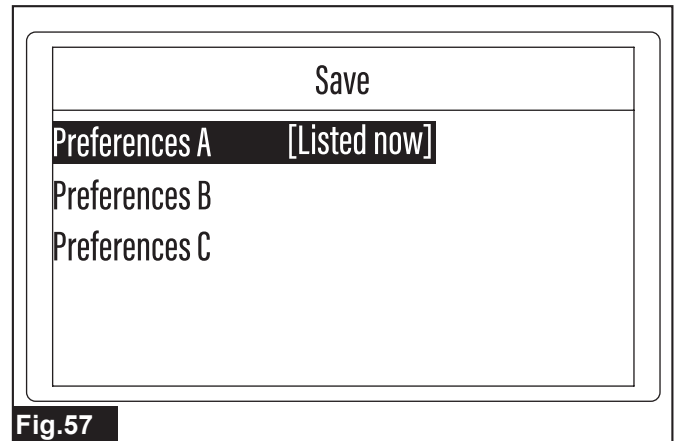 Save
Preferences A [Listed now]
Preferences B
Preferences C
Fig.57